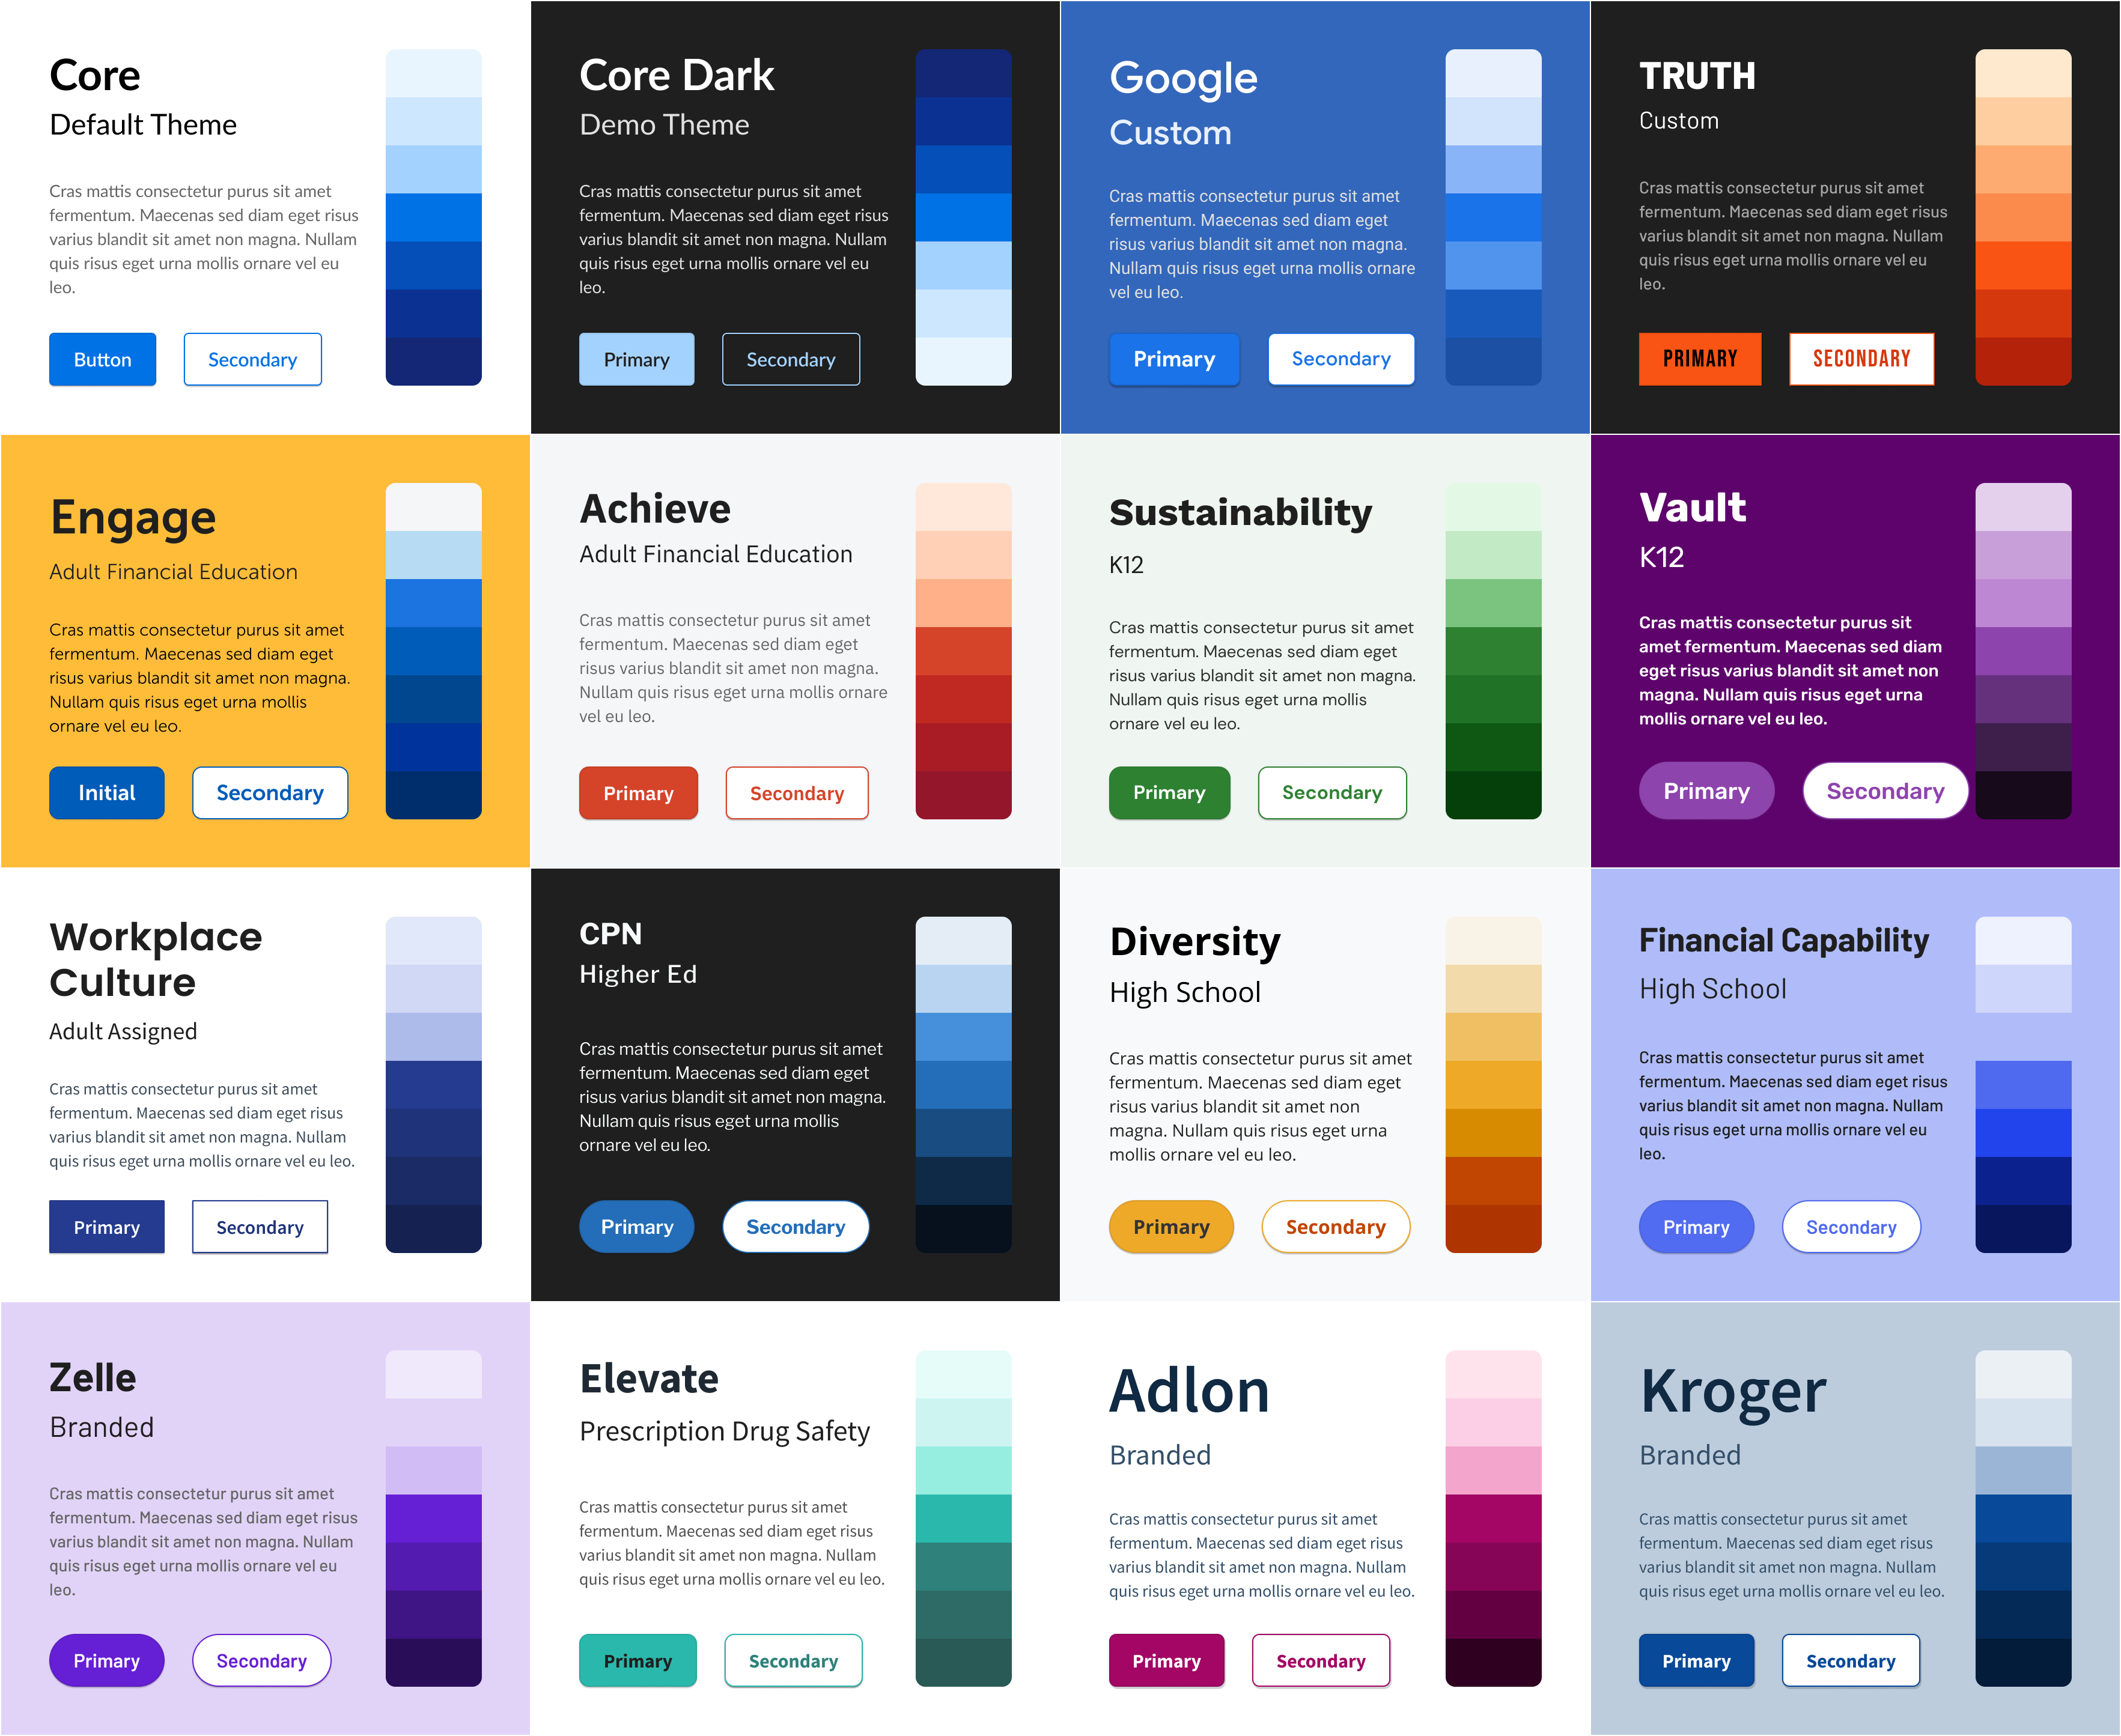 Core
Default Theme
Cras mattis consectetur purus sit amet
fermentum. Maecenas sed diam eget risus
varius blandit sit amet non magna. Nullam
quis risus eget urna mollis ornare vel eu
leo.
Button Secondary
Core Dark
Demo Theme
Cras mattis consectetur purus sit amet
fermentum. Maecenas sed diam eget risus
varius blandit sit amet non magna. Nullam
quis risus eget urna mollis ornare vel eu
leo.
Primary Secondary
Google
Custom
Cras mattis consectetur purus sit amet
fermentum. Maecenas sed diam eget
risus varius blandit sit amet non magna.
Nullam quis risus eget urna mollis ornare
vel eu leo.
Primary Secondary
TRUTH
Custom
Cras mattis consectetur purus sit amet
fermentum. Maecenas sed diam eget risus
varius blandit sit amet non magna. Nullam
quis risus eget urna mollis ornare vel eu
leo.
PRIMARY SECONDARY
Engage
Adult Financial Education
Cras mattis consectetur purus sit amet
fermentum. Maecenas sed diam eget
risus varius blandit sit amet non magna.
Nullam quis risus eget urna mollis
ornare vel eu leo.
Initial Secondary
Achieve
Adult Financial Education
Cras mattis consectetur purus sit amet
fermentum. Maecenas sed diam eget
risus varius blandit sit amet non magna.
Nullam quis risus eget urna mollis ornare
vel eu leo.
Primary Secondary
Sustainability
K12
Cras mattis consectetur purus sit amet
fermentum. Maecenas sed diam eget
risus varius blandit sit amet non magna.
Nullam quis risus eget urna mollis
ornare vel eu leo.
Primary Secondary
Vault
K12
Cras mattis consectetur purus sit
amet fermentum. Maecenas sed diam
eget risus varius blandit sit amet non
magna. Nullam quis risus eget urna
mollis ornare vel eu leo.
Primary Secondary
Workplace
Culture
Adult Assigned
Cras mattis consectetur purus sit amet
fermentum. Maecenas sed diam eget risus
varius blandit sit amet non magna. Nullam
quis risus eget urna mollis ornare vel eu leo.
Primary Secondary
CPN
Higher Ed
Cras mattis consectetur purus sit amet
fermentum. Maecenas sed diam eget
risus varius blandit sit amet non magna.
Nullam quis risus eget urna mollis
ornare vel eu leo.
Primary Secondary
Diversity
High School
Cras mattis consectetur purus sit amet
fermentum. Maecenas sed diam eget
risus varius blandit sit amet non
magna. Nullam quis risus eget urna
mollis ornare vel eu leo.
Primary Secondary
Financial Capability
High School
Cras mattis consectetur purus sit amet
fermentum. Maecenas sed diam eget risus
varius blandit sit amet non magna. Nullam
quis risus eget urna mollis ornare vel eu
leo.
Primary Secondary
Zelle
Branded
Cras mattis consectetur purus sit amet
fermentum. Maecenas sed diam eget risus
varius blandit sit amet non magna. Nullam
quis risus eget urna mollis ornare vel eu
leo.
Primary Secondary
Elevate
Prescription Drug Safety
Cras mattis consectetur purus sit amet
fermentum. Maecenas sed diam eget risus
varius blandit sit amet non magna. Nullam
quis risus eget urna mollis ornare vel eu leo.
Primary Secondary
Adlon
Branded
Cras mattis consectetur purus sit amet
fermentum. Maecenas sed diam eget risus
varius blandit sit amet non magna. Nullam
quis risus eget urna mollis ornare vel eu leo.
Primary Secondary
Kroger
Branded
Cras mattis consectetur purus sit amet
fermentum. Maecenas sed diam eget risus
varius blandit sit amet non magna. Nullam
quis risus eget urna mollis ornare vel eu leo.
Primary Secondary